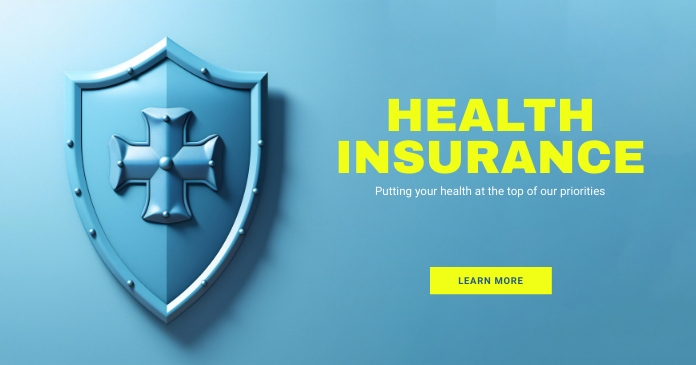 HEALTH
INSURANCE
Putting your health at the top of our priorities
LEARN MORE